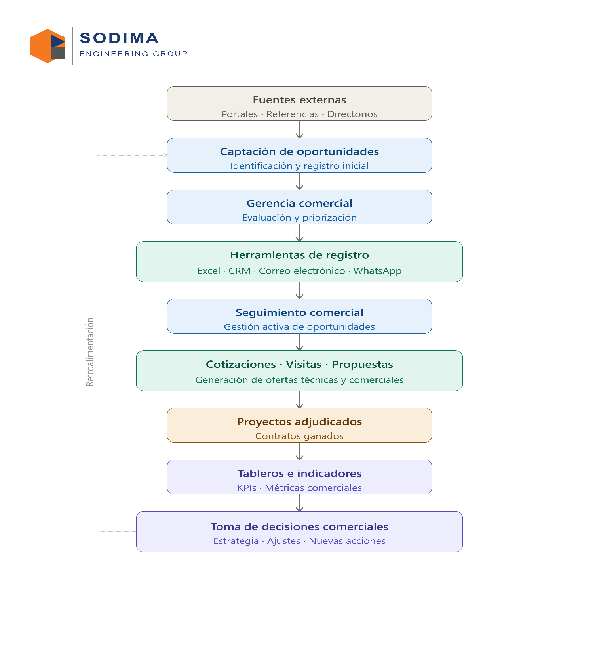 SODIMA
ENGINEERING GROUP
Fuentes externas
Portales · Referencias · Directorios
Captación de oportunidades
Identificación y registro inicial
Gerencia comercial
Evaluación y priorización
Herramientas de registro
Excel · CRM · Correo electrónico · WhatsApp
Seguimiento comercial
Gestión activa de oportunidades
Retroalimentación
Cotizaciones · Visitas · Propuestas
Generación de ofertas técnicas y comerciales
Proyectos adjudicados
Contratos ganados
Tableros e indicadores
KPIs · Métricas comerciales
Toma de decisiones comerciales
Estrategia · Ajustes · Nuevas acciones